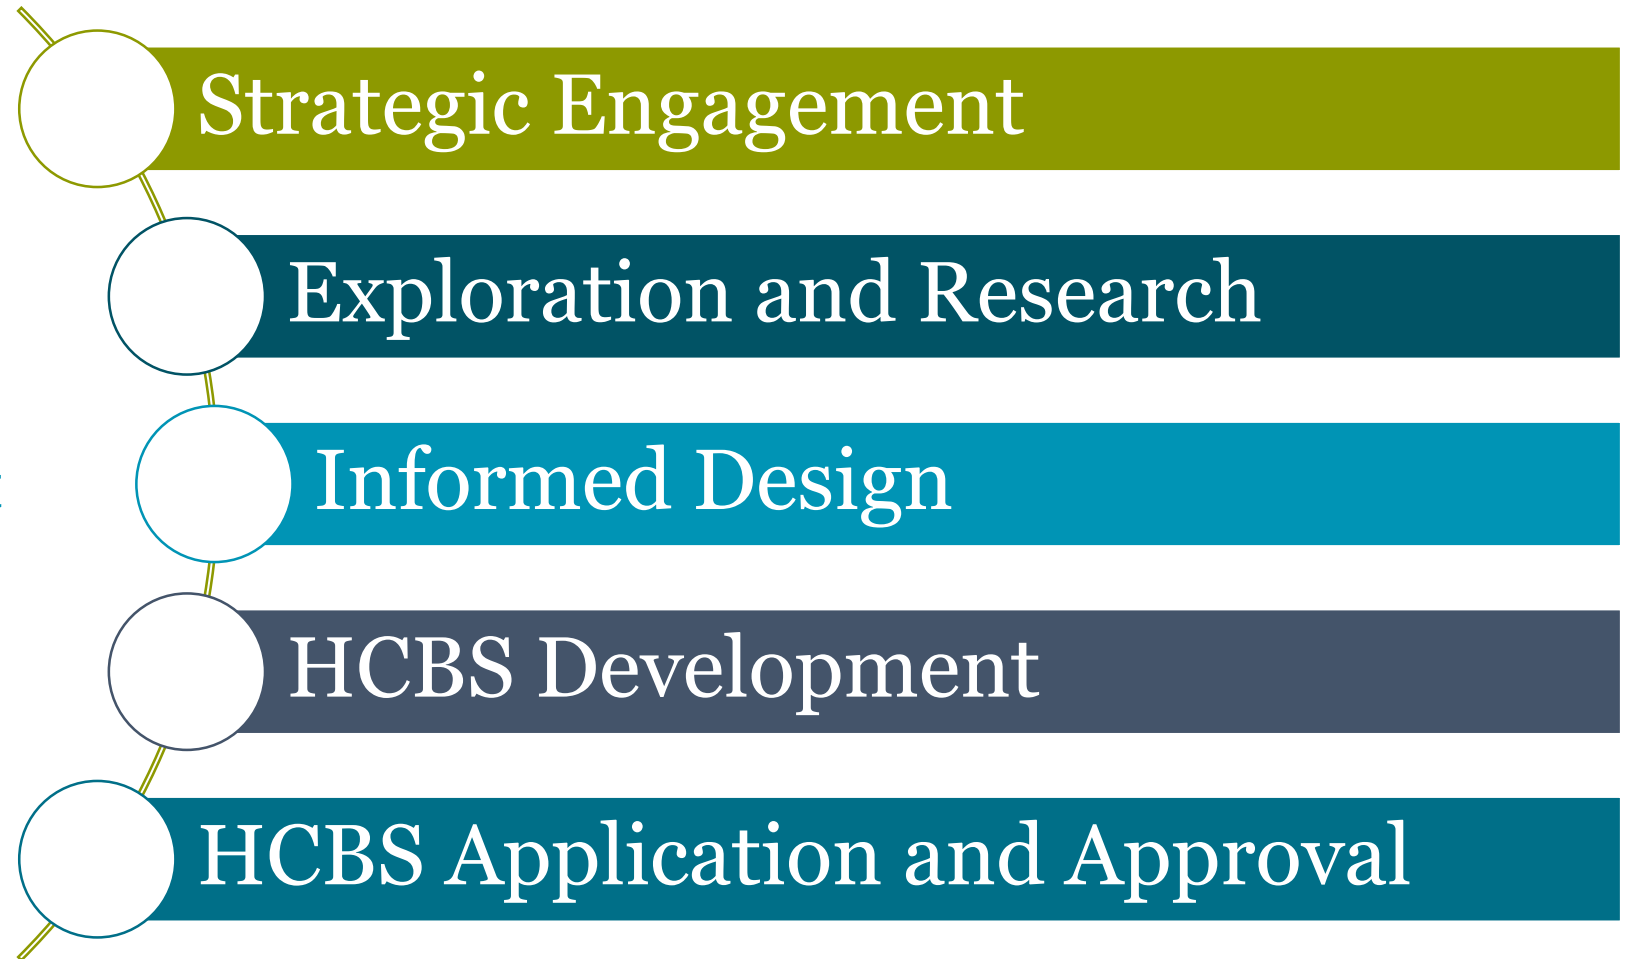 Strategic Engagement
Exploration and Research
Informed Design
HCBS Development
HCBS Application and Approval